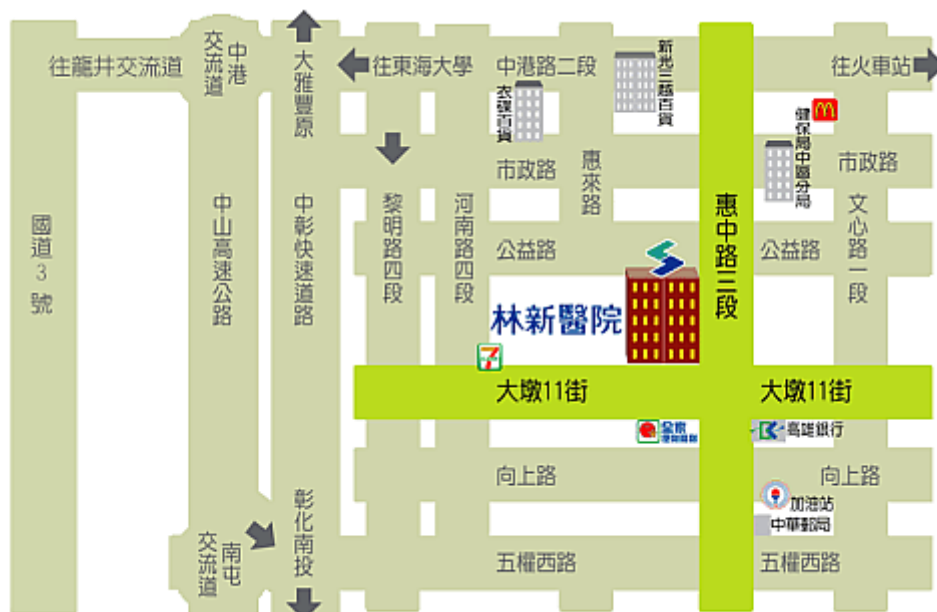 往龍井交流道
中港
交流道
大雅豐原
往東海大學
中港路二段
新光三越百貨
往火車站
衣蝶百貨
健保局中區分局
市政路
惠來路
市政路
國道3號
中山高速公路
中彰快速道路
黎明路四段
河南路四段
公益路
惠中路三段
公益路
文心路一段
林新醫院
7
大墩11街
大墩11街
全家
高雄銀行
向上路
向上路
彰化南投
加油站
中華郵局
南屯
交流道
五權西路
五權西路